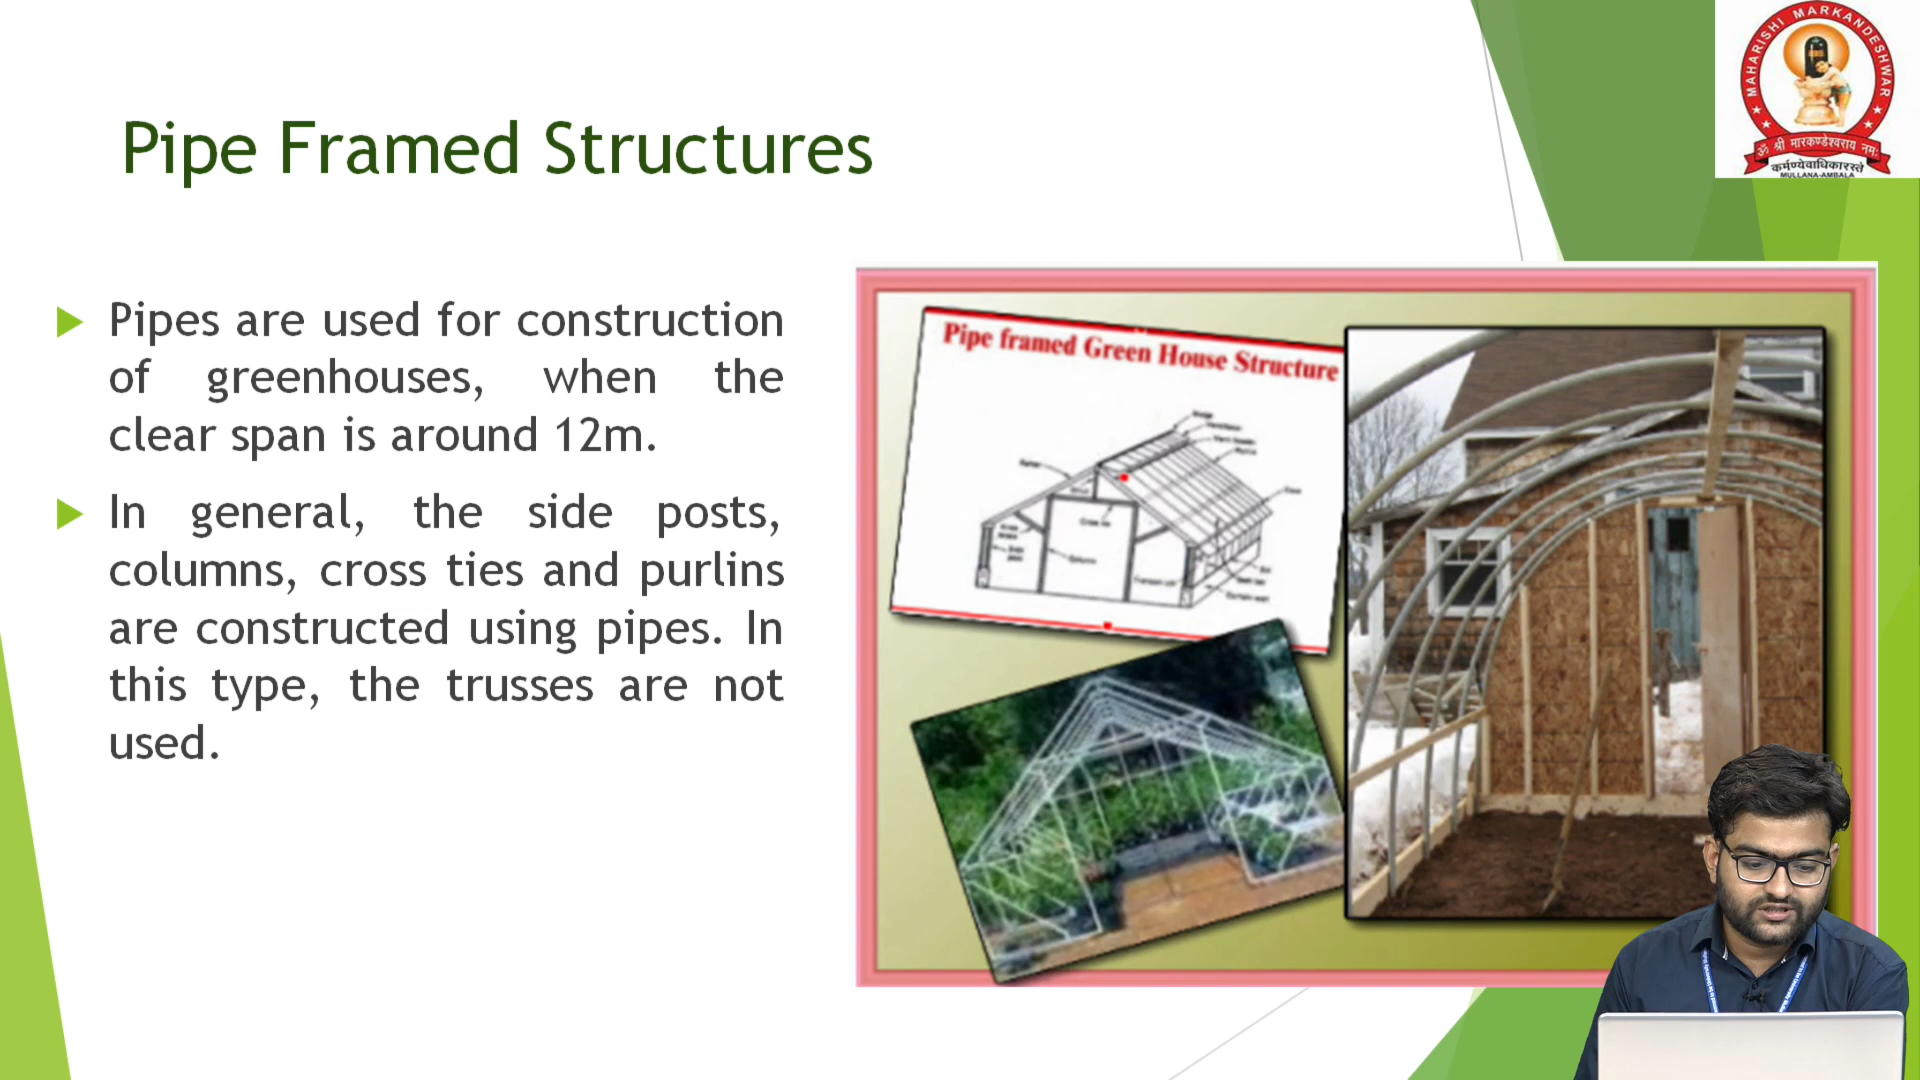 Pipe Framed Structures
MAHARISHI MARKANDESHWAR
ॐ श्री मारकण्डेश्वराय नमः
कर्मण्येवाधिकारस्ते
MULLANA-AMBALA
Pipes are used for construction
of greenhouses, when the
clear span is around 12m.
In general, the side posts,
columns, cross ties and purlins
are constructed using pipes. In
this type, the trusses are not
used.
Pipe framed Green House Structure